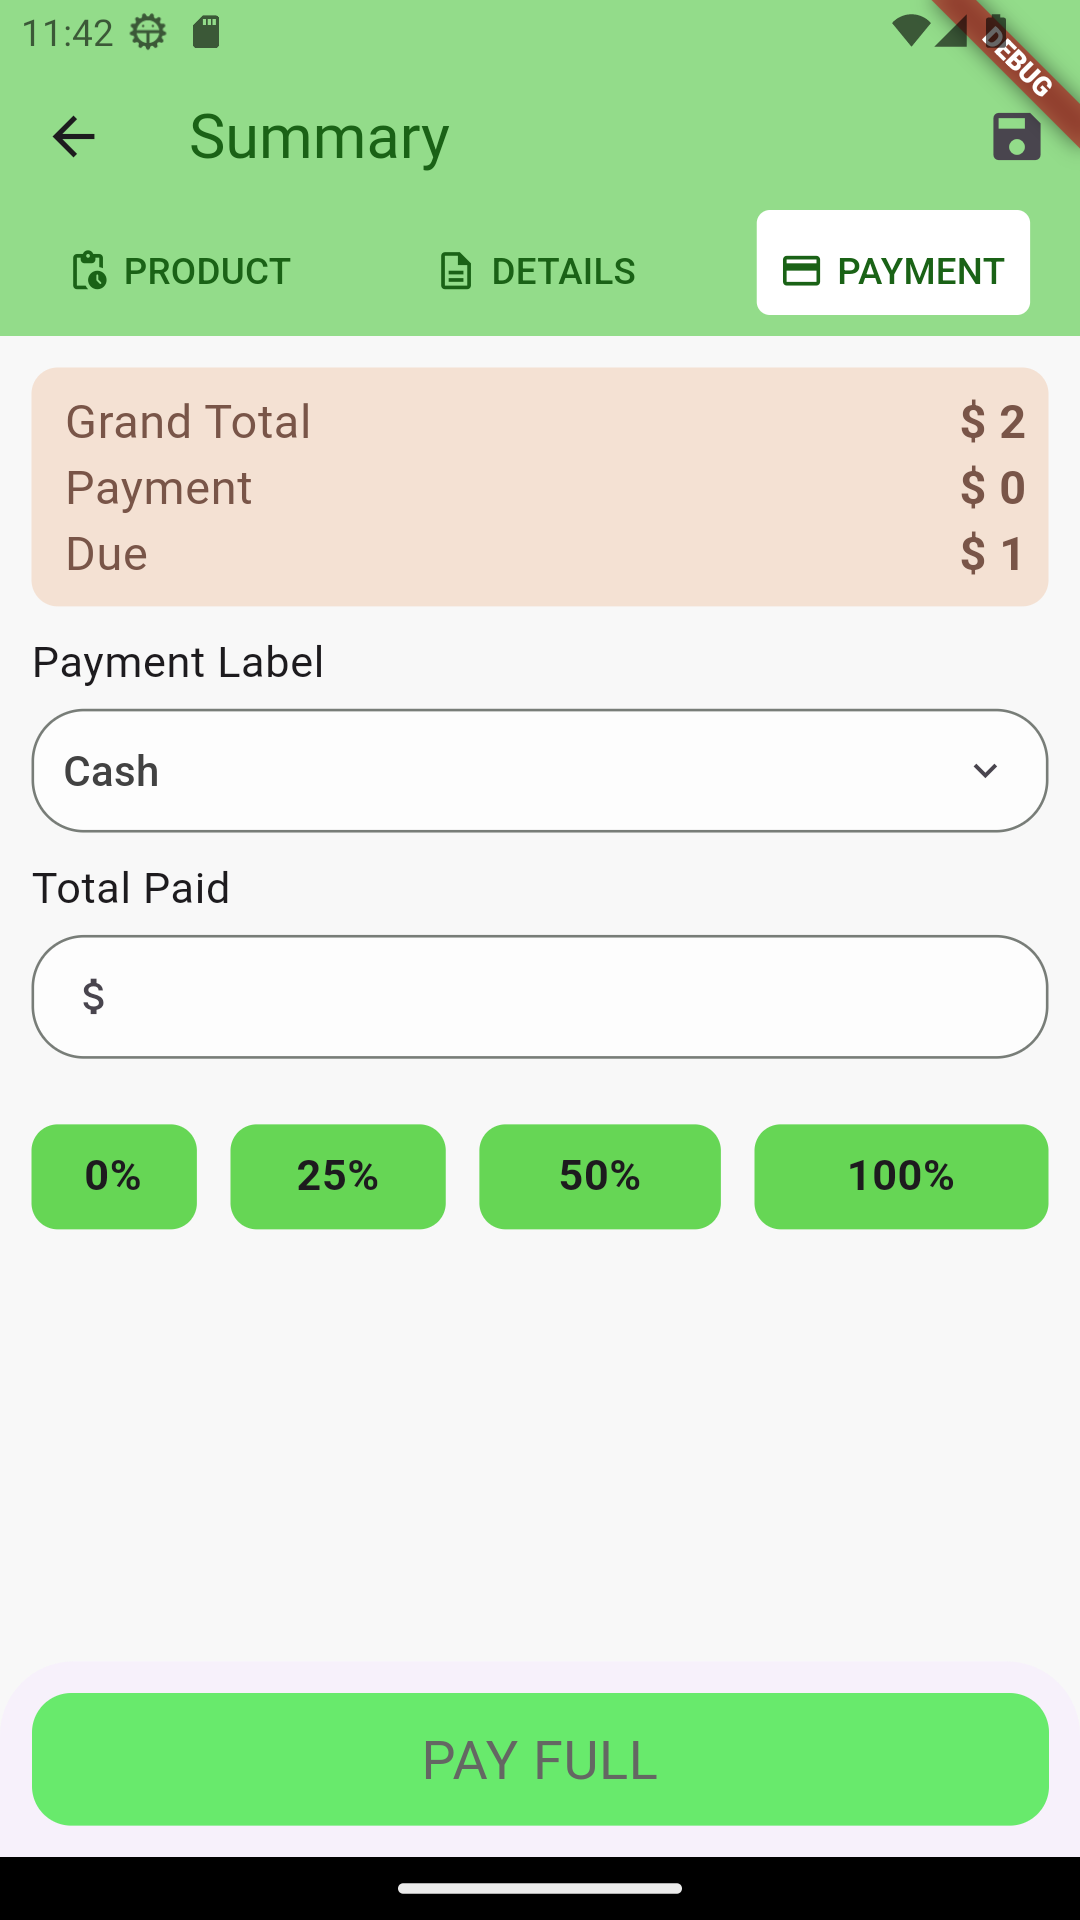 11:42
DEBUG
Summary
PRODUCT DETAILS PAYMENT
Grand Total $ 2
Payment $ 0
Due $ 1
Payment Label
Cash
Total Paid
$
0% 25% 50% 100%
PAY FULL